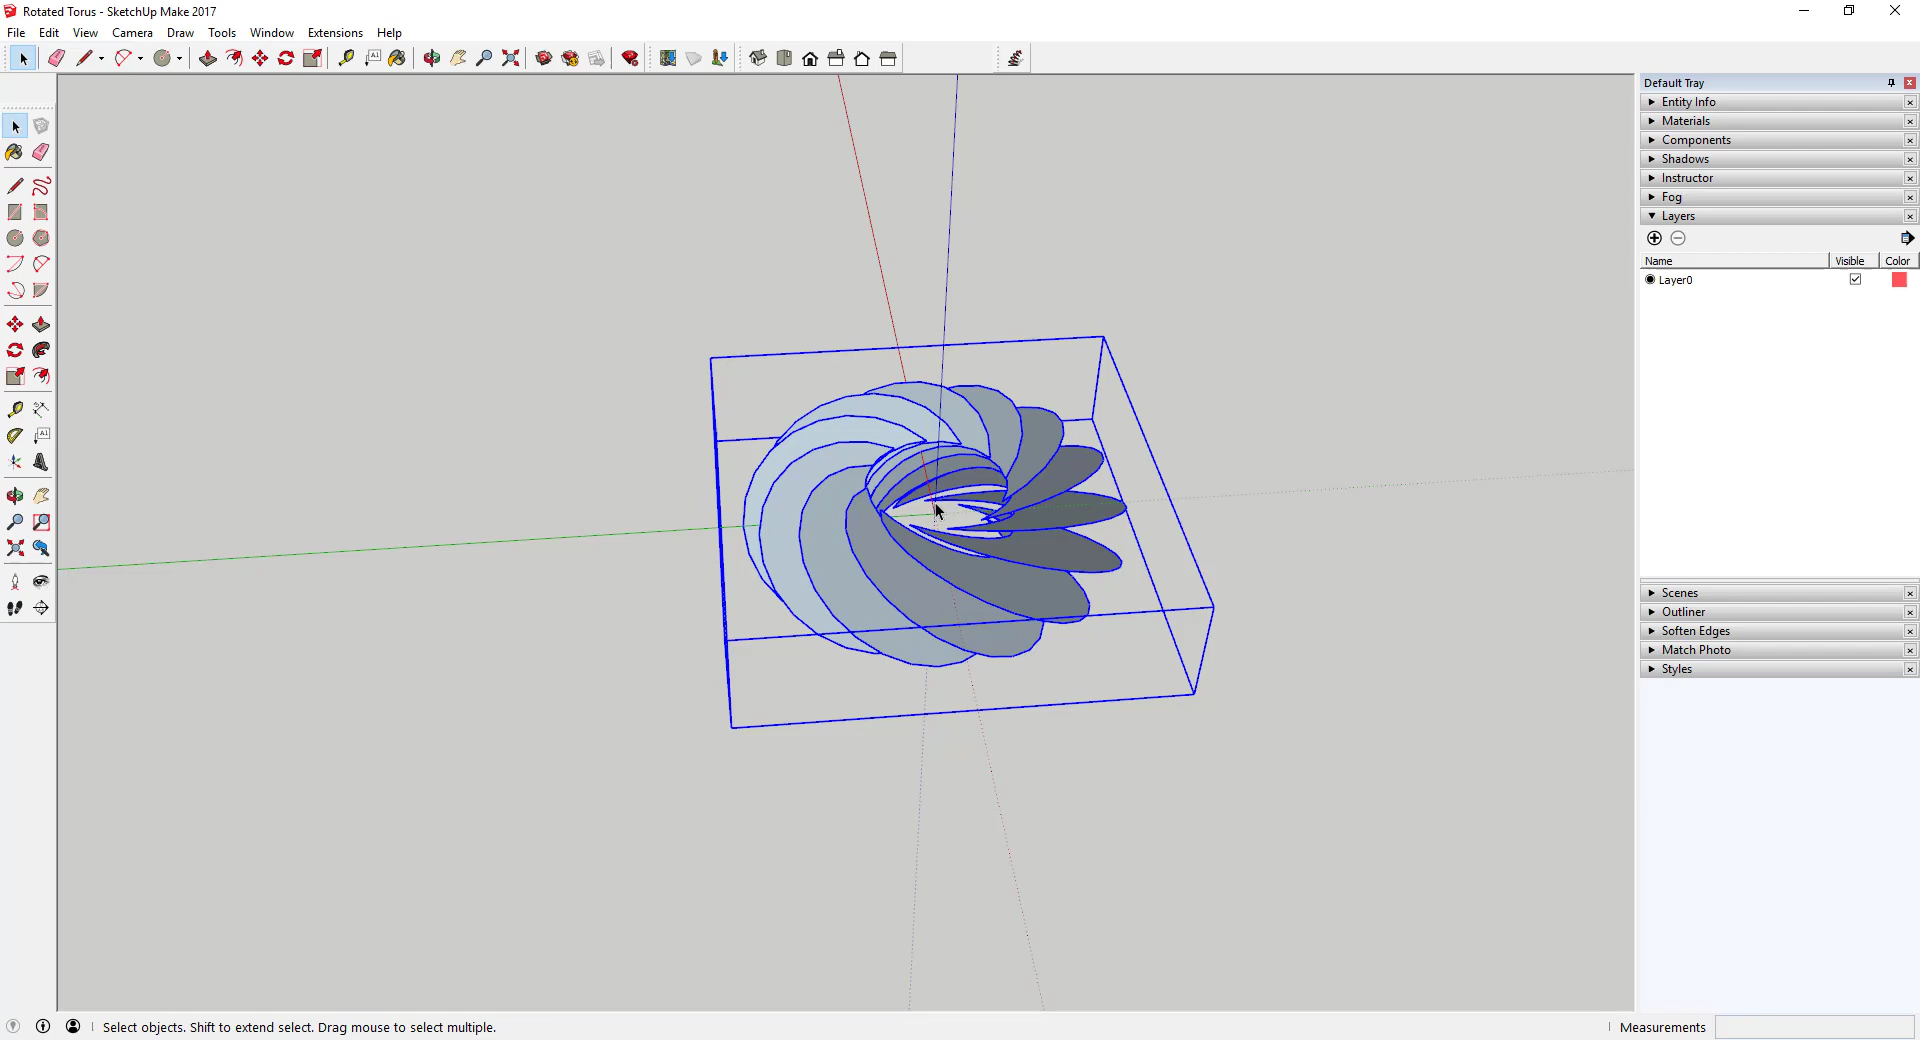 Rotated Torus - SketchUp Make 2017
File Edit View Camera Draw Tools Window Extensions Help
Default Tray
Entity Info
Materials
Components
Shadows
Instructor
Fog
Layers
Name Visible Color
Layer0
Scenes
Outliner
Soften Edges
Match Photo
Styles
Select objects. Shift to extend select. Drag mouse to select multiple.
Measurements